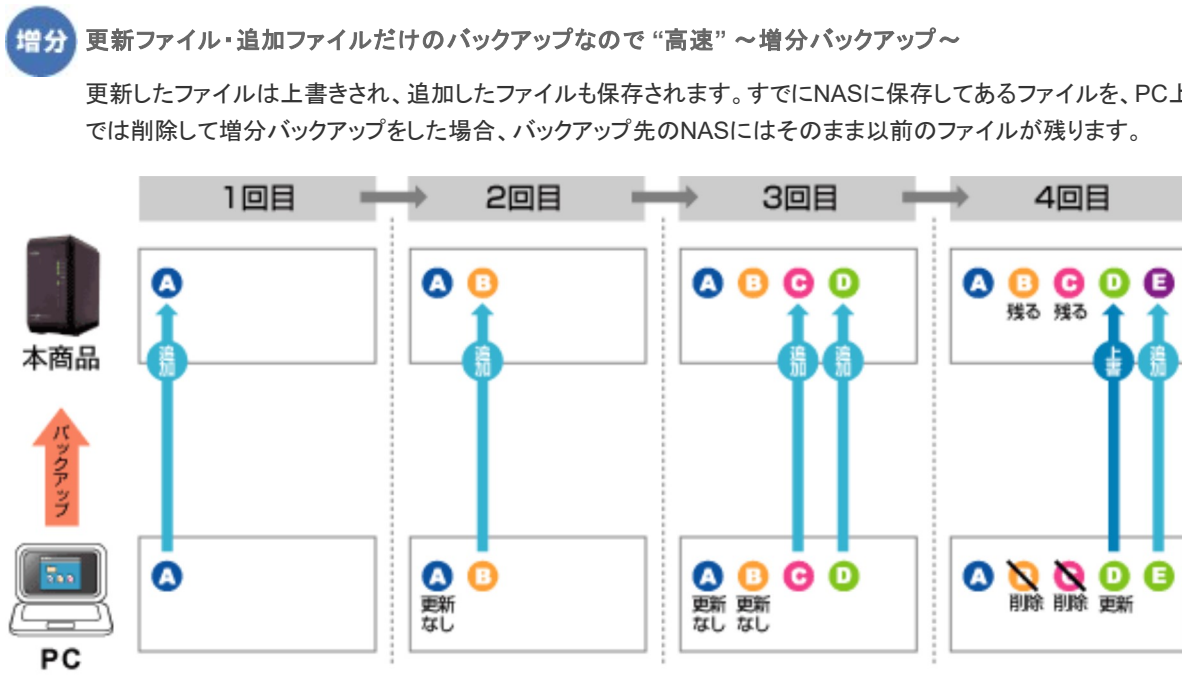 増分
更新ファイル・追加ファイルだけのバックアップなので “高速” ～増分バックアップ～
更新したファイルは上書きされ、追加したファイルも保存されます。すでにNASに保存してあるファイルを、PC上
では削除して増分バックアップをした場合、バックアップ先のNASにはそのまま以前のファイルが残ります。
1回目 2回目 3回目 4回目
A A B A B C D A B C D E
残る 残る
本商品
追加 追加 追加 追加 上書 追加
バックアップ
A A B A B C D A B C D E
更新なし 更新なし 更新なし 削除 削除 更新
PC